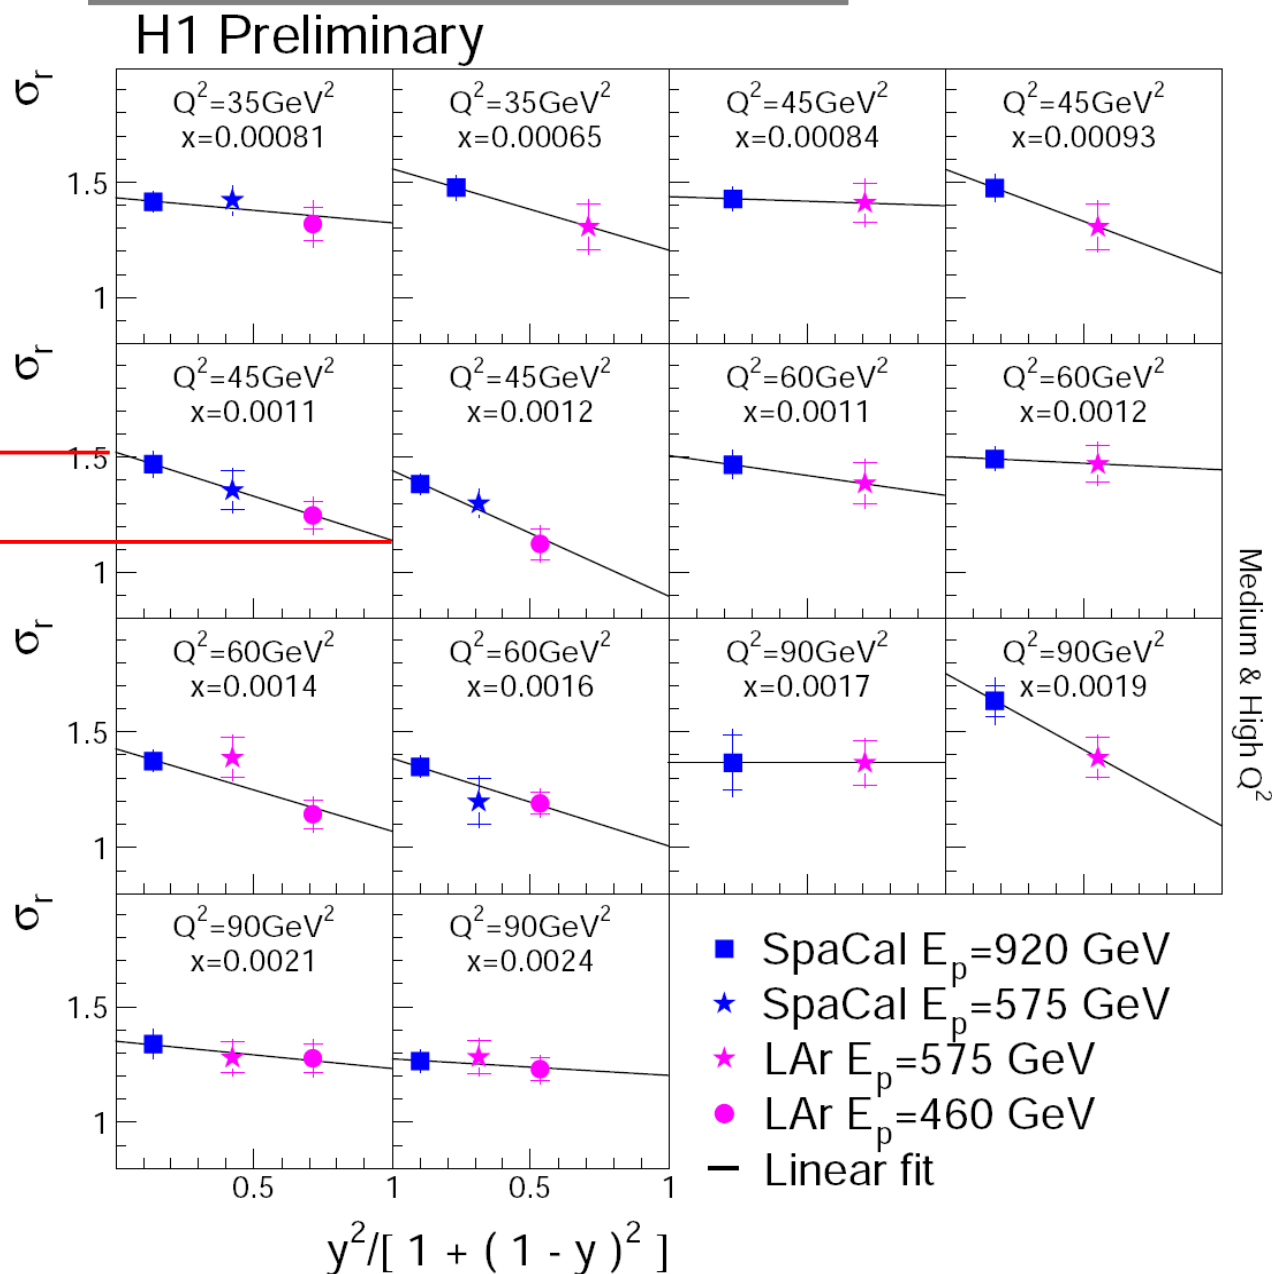 H1 Preliminary
σr
Q²=35GeV²
x=0.00081
Q²=35GeV²
x=0.00065
Q²=45GeV²
x=0.00084
Q²=45GeV²
x=0.00093
1.5
1
σr
Q²=45GeV²
x=0.0011
Q²=45GeV²
x=0.0012
Q²=60GeV²
x=0.0011
Q²=60GeV²
x=0.0012
1.5
1
σr
Q²=60GeV²
x=0.0014
Q²=60GeV²
x=0.0016
Q²=90GeV²
x=0.0017
Q²=90GeV²
x=0.0019
1.5
1
Medium & High Q²
σr
Q²=90GeV²
x=0.0021
Q²=90GeV²
x=0.0024
1.5
1
0.5
1
0.5
1
y²/[ 1 + ( 1 - y )² ]
SpaCal Ep=920 GeV
SpaCal Ep=575 GeV
LAr Ep=575 GeV
LAr Ep=460 GeV
Linear fit